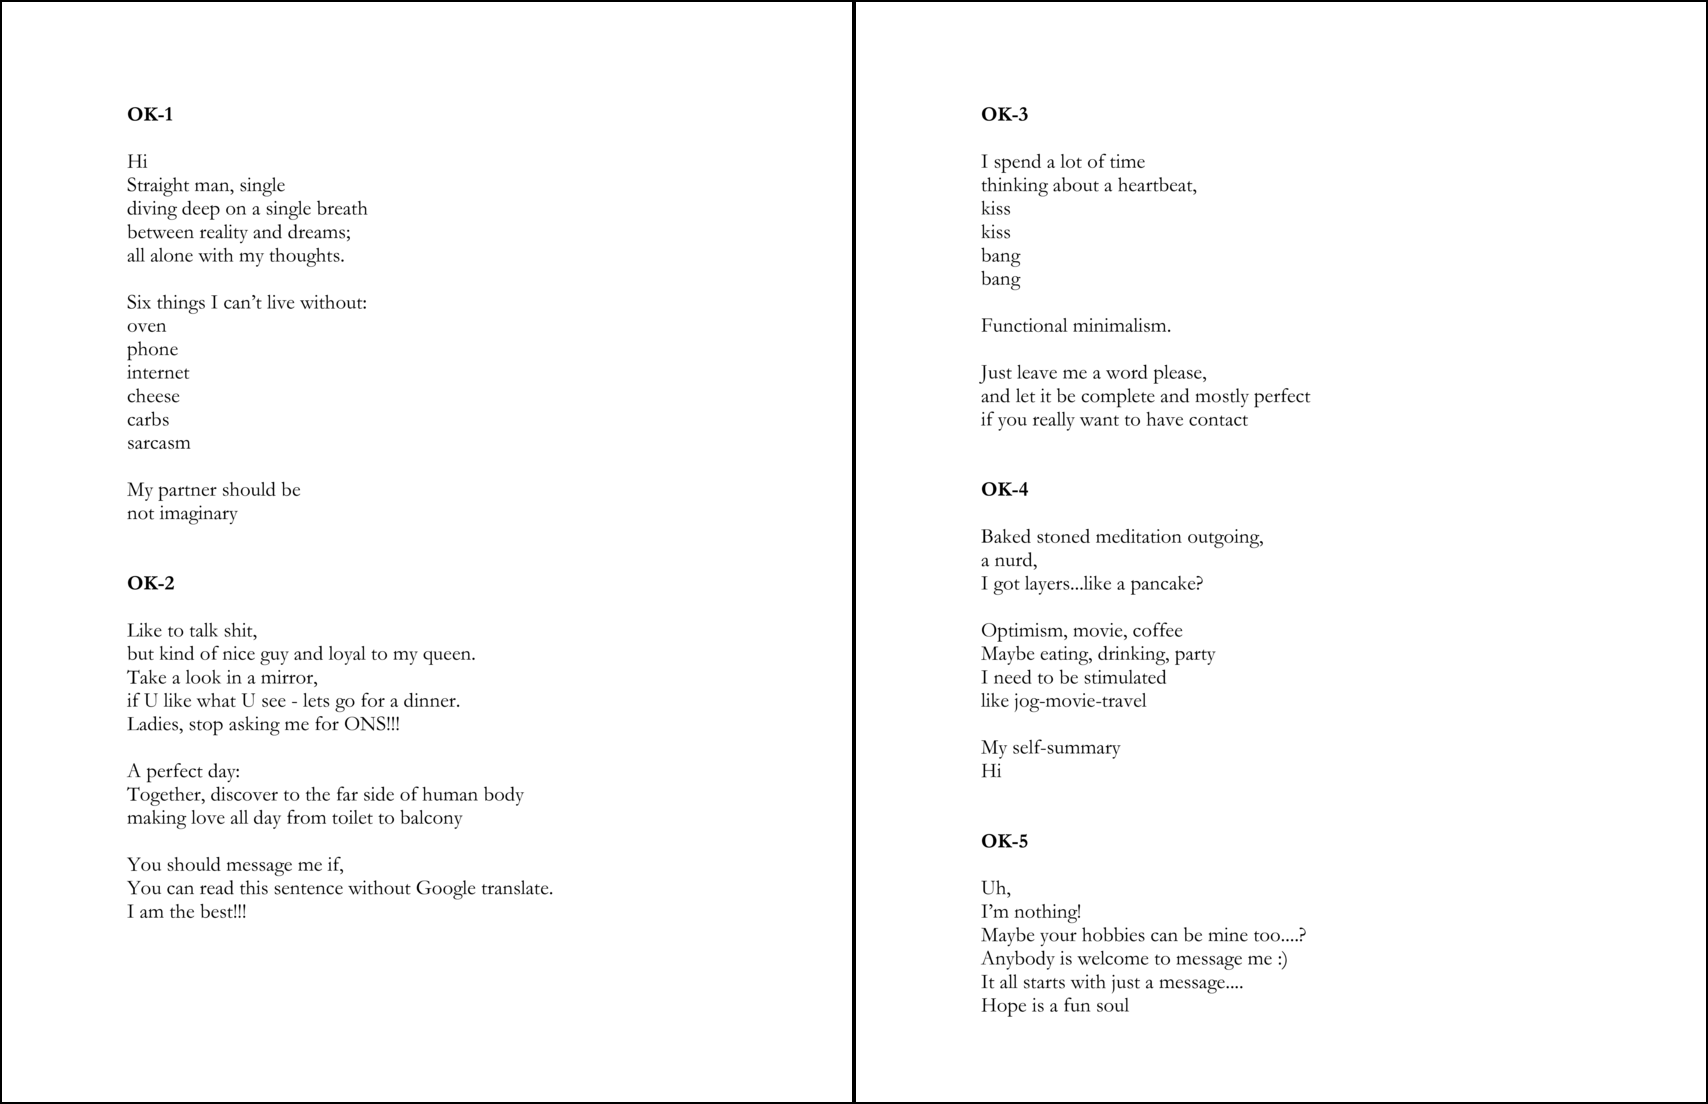 OK-1
Hi
Straight man, single
diving deep on a single breath
between reality and dreams;
all alone with my thoughts.
Six things I can’t live without:
oven
phone
internet
cheese
carbs
sarcasm
My partner should be
not imaginary
OK-2
Like to talk shit,
but kind of nice guy and loyal to my queen.
Take a look in a mirror,
if U like what U see - lets go for a dinner.
Ladies, stop asking me for ONS!!!
A perfect day:
Together, discover to the far side of human body
making love all day from toilet to balcony
You should message me if,
You can read this sentence without Google translate.
I am the best!!!
OK-3
I spend a lot of time
thinking about a heartbeat,
kiss
kiss
bang
bang
Functional minimalism.
Just leave me a word please,
and let it be complete and mostly perfect
if you really want to have contact
OK-4
Baked stoned meditation outgoing,
a nurd,
I got layers...like a pancake?
Optimism, movie, coffee
Maybe eating, drinking, party
I need to be stimulated
like jog-movie-travel
My self-summary
Hi
OK-5
Uh,
I’m nothing!
Maybe your hobbies can be mine too....?
Anybody is welcome to message me :)
It all starts with just a message....
Hope is a fun soul